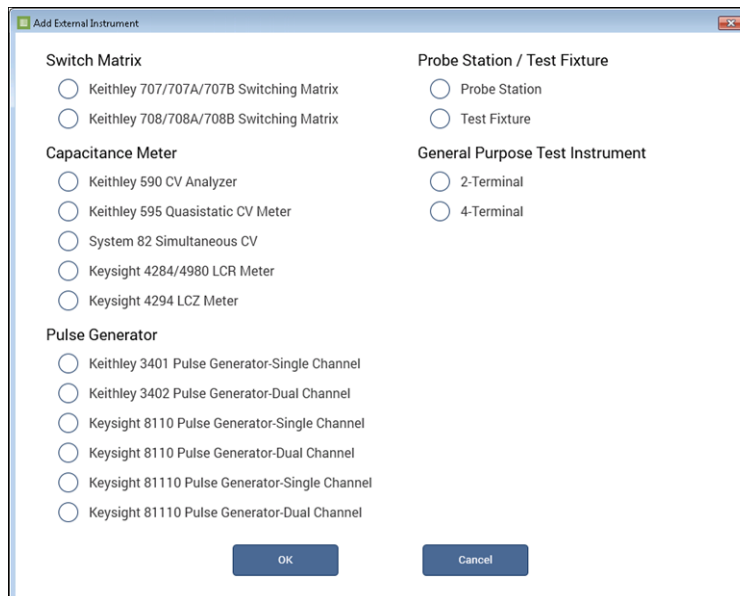 Add External Instrument
Switch Matrix
Keithley 707/707A/707B Switching Matrix
Keithley 708/708A/708B Switching Matrix
Capacitance Meter
Keithley 590 CV Analyzer
Keithley 595 Quasistatic CV Meter
System 82 Simultaneous CV
Keysight 4284/4980 LCR Meter
Keysight 4294 LCZ Meter
Pulse Generator
Keithley 3401 Pulse Generator-Single Channel
Keithley 3402 Pulse Generator-Dual Channel
Keysight 8110 Pulse Generator-Single Channel
Keysight 8110 Pulse Generator-Dual Channel
Keysight 81110 Pulse Generator-Single Channel
Keysight 81110 Pulse Generator-Dual Channel
Probe Station / Test Fixture
Probe Station
Test Fixture
General Purpose Test Instrument
2-Terminal
4-Terminal
OK
Cancel